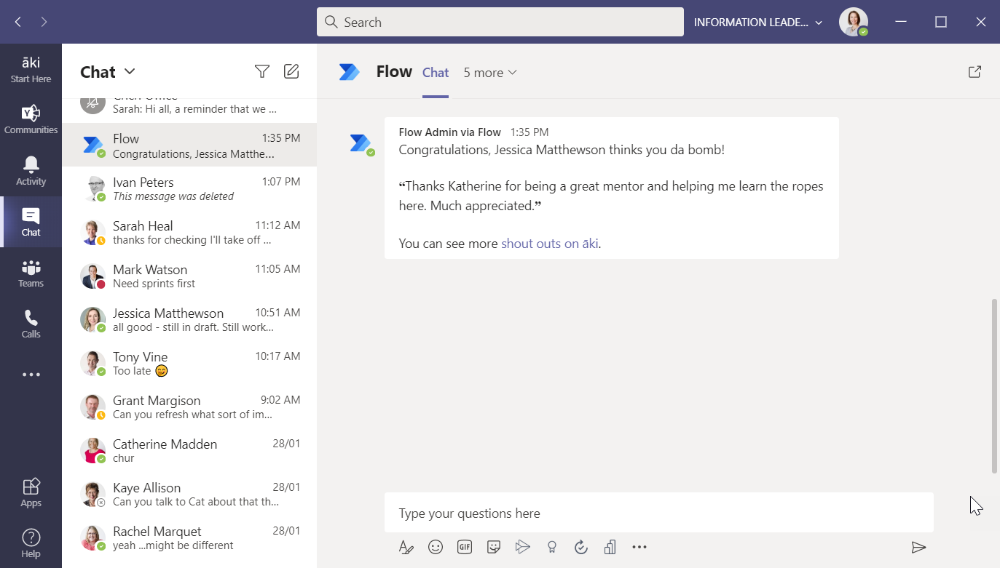 Search
INFORMATION LEADE...
āki
Start Here
Communities
Activity
Chat
Teams
Calls
Apps
Help
Chat
Sarah: Hi all, a reminder that we ...
Flow 1:35 PM
Congratulations, Jessica Matthe...
Ivan Peters 1:07 PM
This message was deleted
Sarah Heal 11:12 AM
thanks for checking I'll take off ...
Mark Watson 11:05 AM
Need sprints first
Jessica Matthewson 10:51 AM
all good - still in draft. Still work...
Tony Vine 10:17 AM
Too late
Grant Margison 9:02 AM
Can you refresh what sort of im...
Catherine Madden 28/01
chur
Kaye Allison 28/01
Can you talk to Cat about that th...
Rachel Marquet 28/01
yeah ...might be different
Flow Chat 5 more
Flow Admin via Flow 1:35 PM
Congratulations, Jessica Matthewson thinks you da bomb!
“Thanks Katherine for being a great mentor and helping me learn the ropes
here. Much appreciated.”
You can see more shout outs on āki.
Type your questions here
GIF